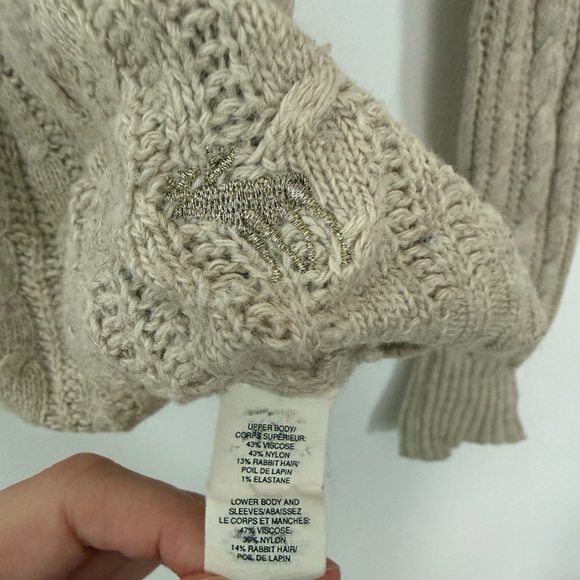 UPPER BODY/
CORPS SUPÉRIEUR:
43% VISCOSE
43% NYLON
13% RABBIT HAIR/
POIL DE LAPIN
1% ELASTANE
LOWER BODY AND
SLEEVES/ABAISSEZ
LE CORPS ET MANCHES:
47% VISCOSE
39% NYLON
14% RABBIT HAIR/
POIL DE LAPIN